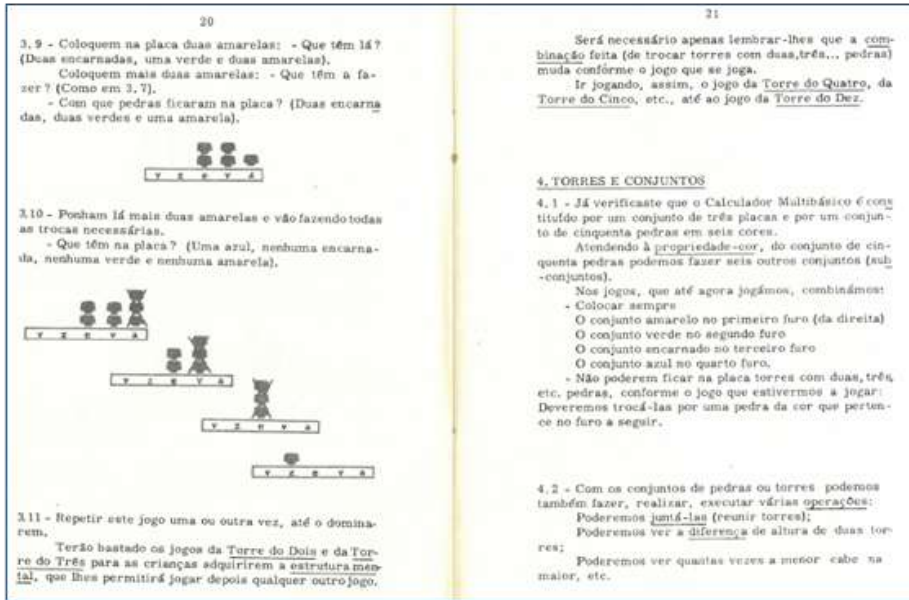 20
3.9 - Coloquem na placa duas amarelas: - Que têm lá?
(Duas encarnadas, uma verde e duas amarelas).
Coloquem mais duas amarelas: - Que têm a fa-
zer? (Como em 3.7).
- Com que pedras ficaram na placa? (Duas encarna
das, duas verdes e uma amarela).
v z e v a
3.10 - Ponham lá mais duas amarelas e vão fazendo todas
as trocas necessárias.
- Que têm na placa? (Uma azul, nenhuma encarna-
da, nenhuma verde e nenhuma amarela).
v z e v a
v z e v a
v z e v a
v z e v a
3.11 - Repetir este jogo uma ou outra vez, até o domina-
rem.
Terão bastado os jogos da Torre do Dois e da Tor-
re do Três para as crianças adquirirem a estrutura men-
tal, que lhes permitirá jogar depois qualquer outro jogo.
21
Será necessário apenas lembrar-lhes que a com-
binação feita (de trocar torres com duas,três... pedras)
muda confórme o jogo que se joga.
Ir jogando, assim, o jogo da Torre do Quatro, da
Torre do Cinco, etc., até ao jogo da Torre do Dez.
4. TORRES E CONJUNTOS
4.1 - Já verificaste que o Calculador Multibásico é cons
tituído por um conjunto de três placas e por um conjun-
to de cinquenta pedras em seis cores.
Atendendo à propriedade-cor, do conjunto de cin-
quenta pedras podemos fazer seis outros conjuntos (sub
-conjuntos).
Nos jogos, que até agora jogámos, combinámos:
- Colocar sempre
O conjunto amarelo no primeiro furo (da direita)
O conjunto verde no segundo furo
O conjunto encarnado no terceiro furo
O conjunto azul no quarto furo.
- Não poderem ficar na placa torres com duas, três,
etc. pedras, conforme o jogo que estivermos a jogar:
Deveremos trocá-las por uma pedra da cor que perten-
ce no furo a seguir.
4.2 - Com os conjuntos de pedras ou torres podemos
também fazer, realizar, executar várias operações:
Poderemos juntá-las (reunir torres);
Poderemos ver a diferença de altura de duas tor-
res;
Poderemos ver quantas vezes a menor cabe na
maior, etc.